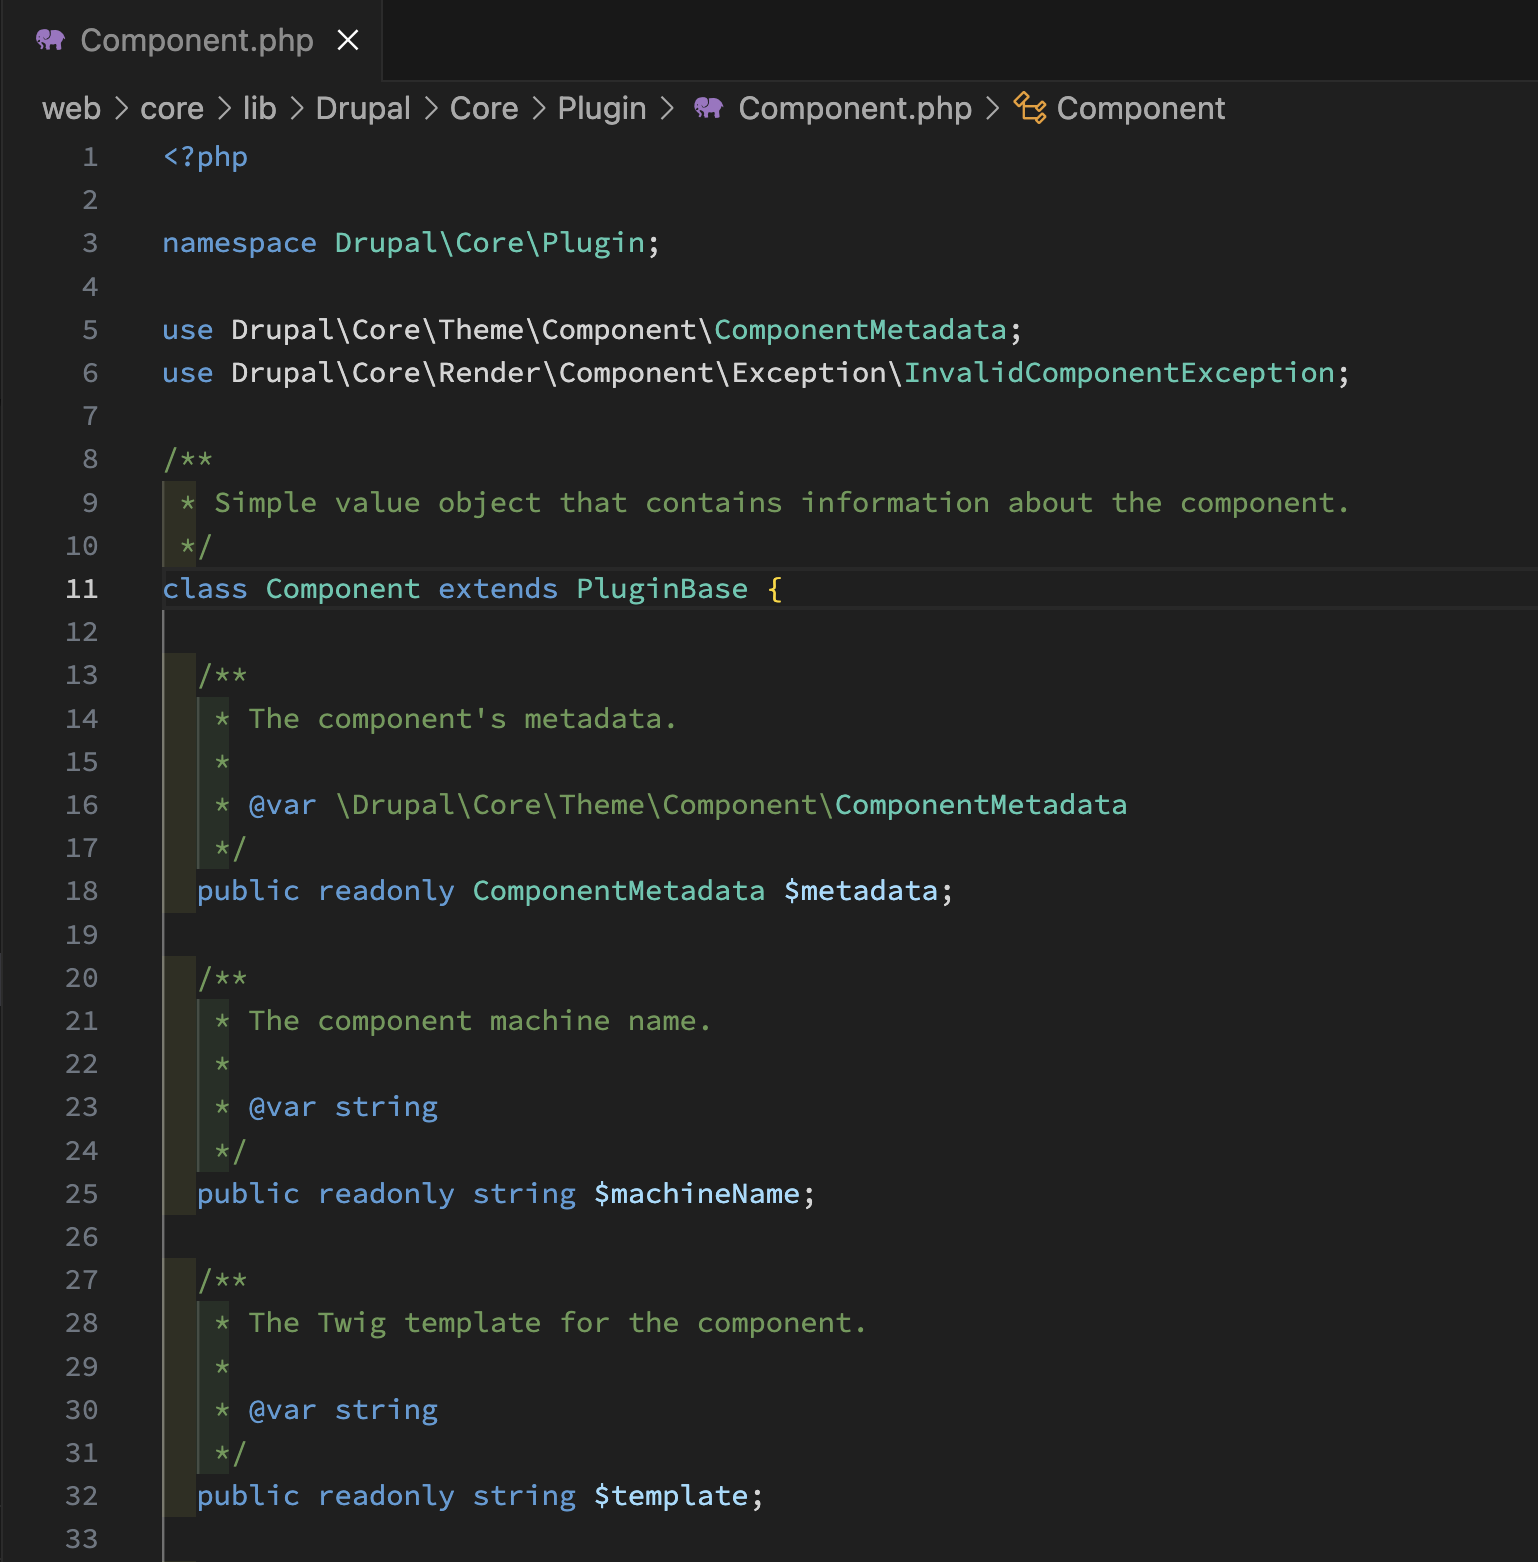 Component.php ×
web > core > lib > Drupal > Core > Plugin > Component.php > Component
1 <?php
2
3 namespace Drupal\Core\Plugin;
4
5 use Drupal\Core\Theme\Component\ComponentMetadata;
6 use Drupal\Core\Render\Component\Exception\InvalidComponentException;
7
8 /**
9  * Simple value object that contains information about the component.
10  */
11 class Component extends PluginBase {
12
13   /**
14    * The component's metadata.
15    *
16    * @var \Drupal\Core\Theme\Component\ComponentMetadata
17    */
18   public readonly ComponentMetadata $metadata;
19
20   /**
21    * The component machine name.
22    *
23    * @var string
24    */
25   public readonly string $machineName;
26
27   /**
28    * The Twig template for the component.
29    *
30    * @var string
31    */
32   public readonly string $template;
33